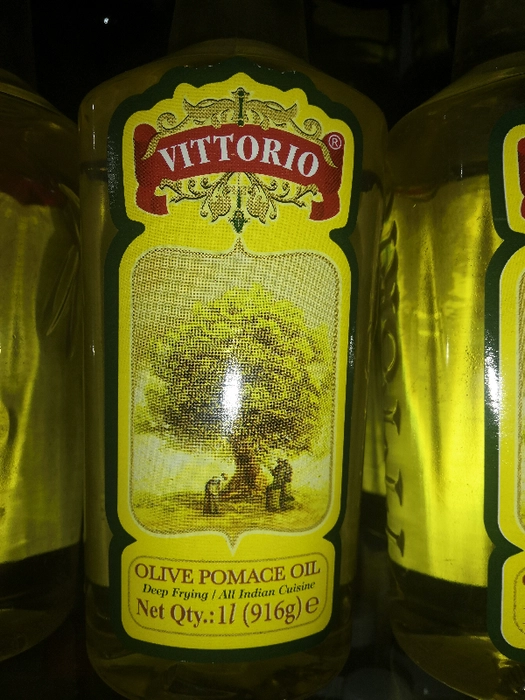 VITTORIO ®
OLIVE POMACE OIL
Deep Frying / All Indian Cuisine
Net Qty.: 1l (916g) e